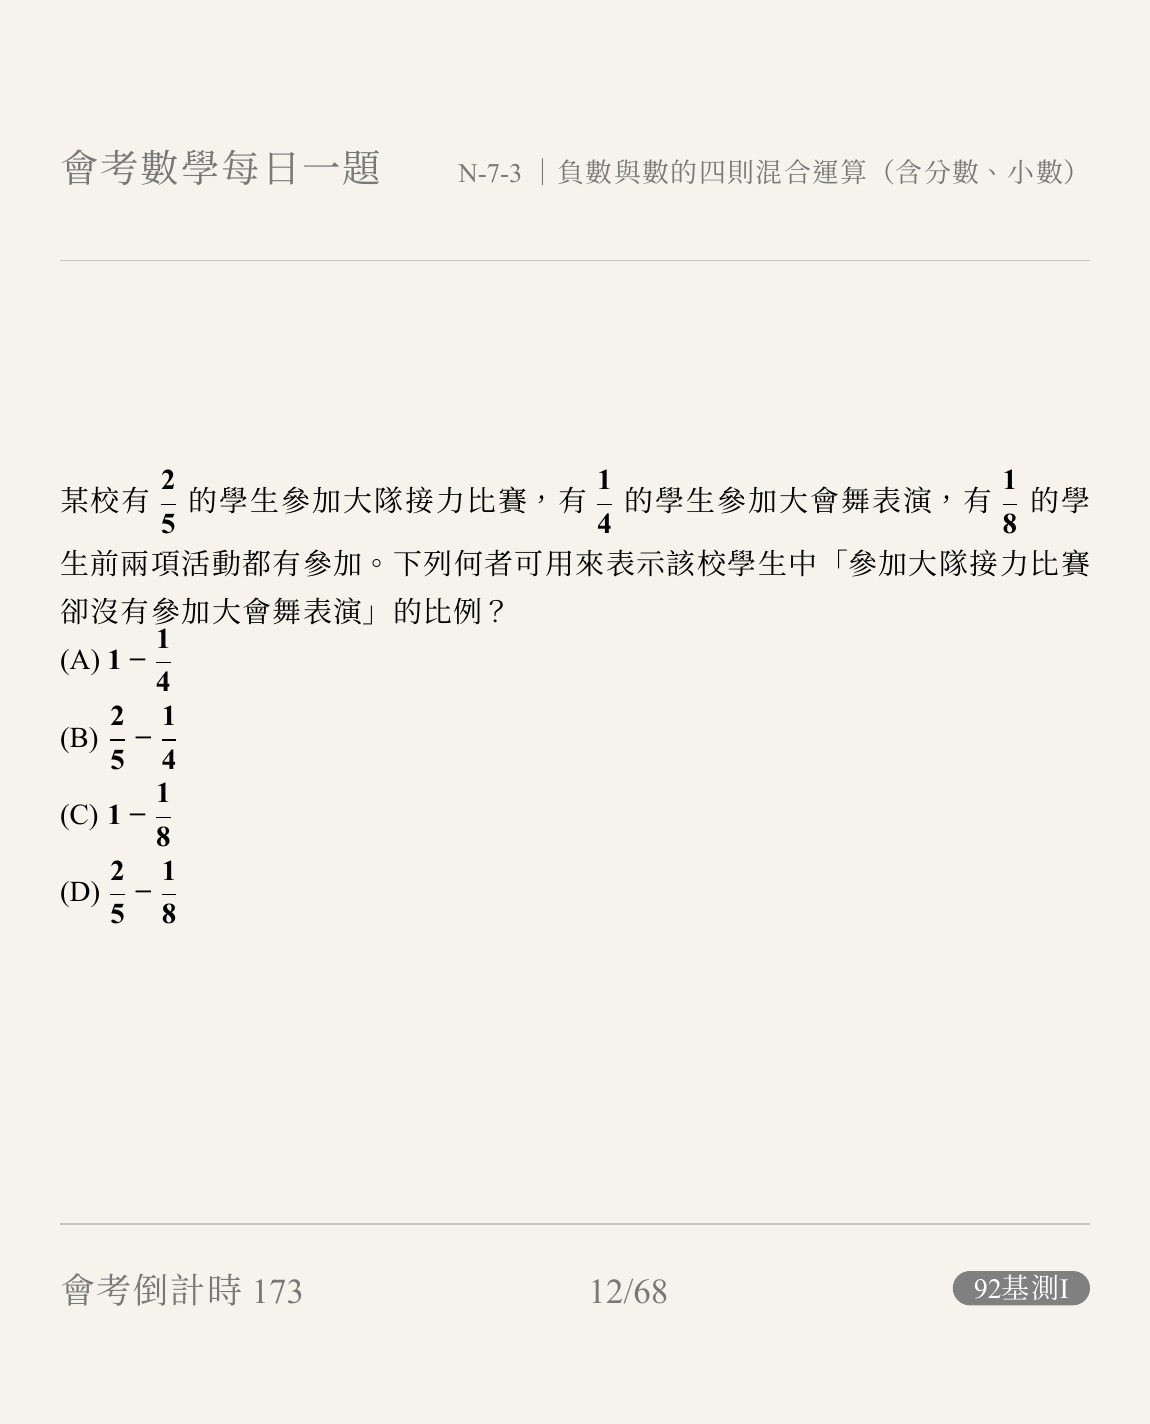 會考數學每日一題 N-7-3｜負數與數的四則混合運算（含分數、小數）
某校有 2/5 的學生參加大隊接力比賽，有 1/4 的學生參加大會舞表演，有 1/8 的學
生前兩項活動都有參加。下列何者可用來表示該校學生中「參加大隊接力比賽
卻沒有參加大會舞表演」的比例？
(A) 1 − 1/4
(B) 2/5 − 1/4
(C) 1 − 1/8
(D) 2/5 − 1/8
會考倒計時 173 12/68 92基測I